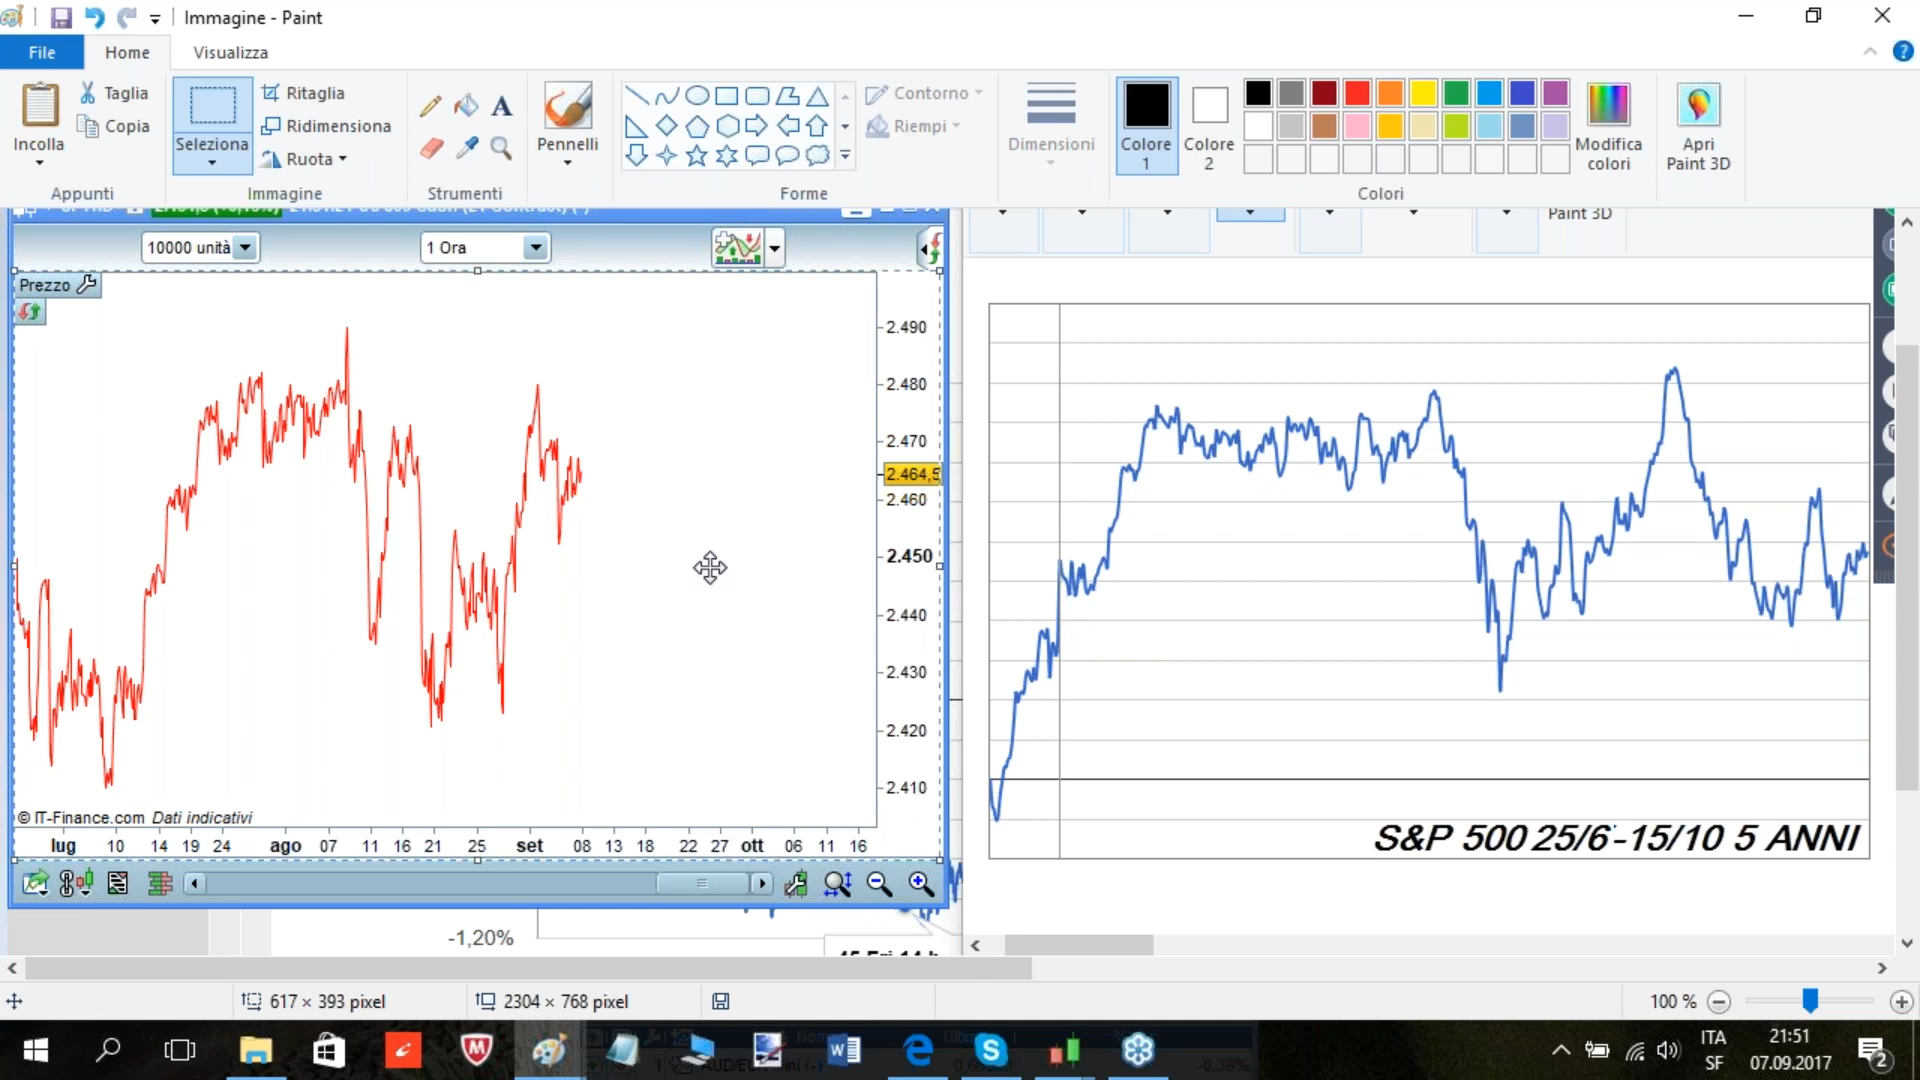 Immagine - Paint
File Home Visualizza
Incolla
Taglia
Copia
Appunti
Seleziona
Ritaglia
Ridimensiona
Ruota
Immagine
A
Strumenti
Pennelli
Forme
Contorno
Riempi
Dimensioni
Colore
1
Colore
2
Modifica
colori
Colori
Apri
Paint 3D
Paint 3D
10000 unità
1 Ora
Prezzo
2.490
2.480
2.470
2.464,5
2.460
2.450
2.440
2.430
2.420
2.410
© IT-Finance.com Dati indicativi
lug 10 14 19 24 ago 07 11 16 21 25 set 08 13 18 22 27 ott 06 11 16
S&P 500 25/6-15/10 5 ANNI
-1,20%
617 × 393 pixel
2304 × 768 pixel
100 %
ITA
SF
21:51
07.09.2017
2